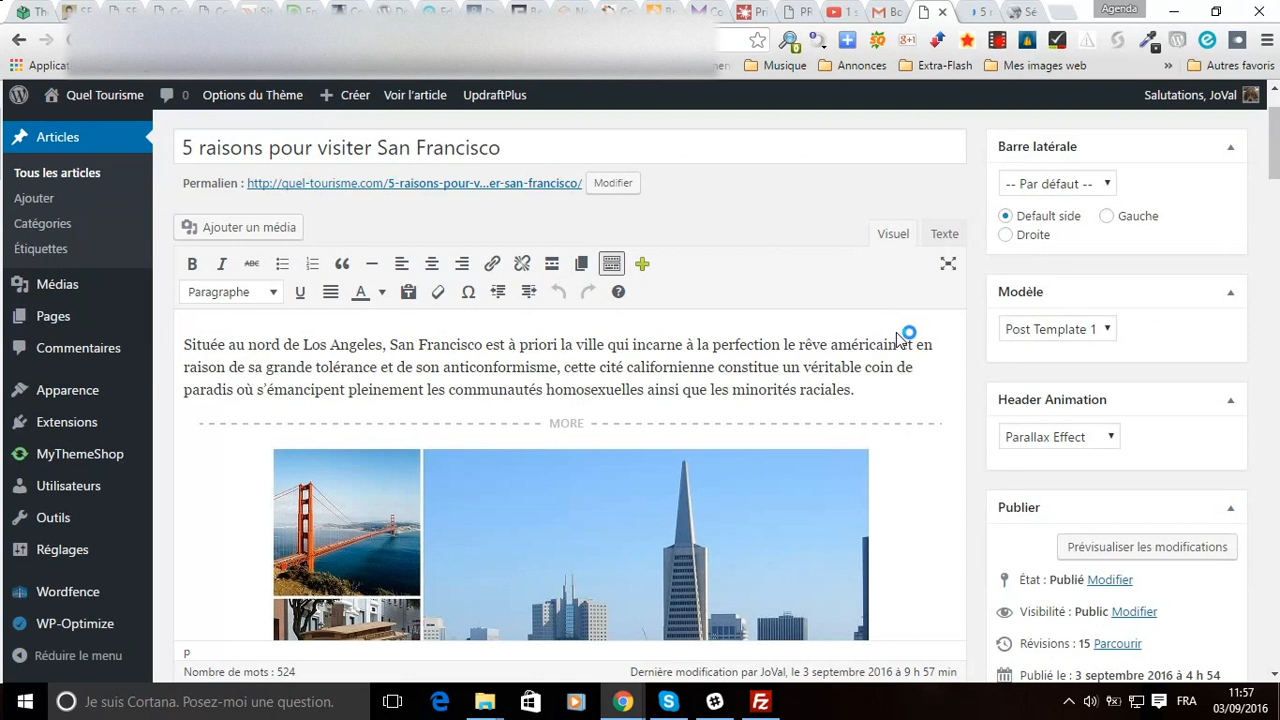 Agenda
Applicat
Musique
Annonces
Extra-Flash
Mes images web
»
Autres favoris
Quel Tourisme
0
Options du Thème
Créer
Voir l'article
UpdraftPlus
Salutations, JoVal
Articles
Tous les articles
Ajouter
Catégories
Étiquettes
Médias
Pages
Commentaires
Apparence
Extensions
MyThemeShop
Utilisateurs
Outils
Réglages
Wordfence
WP-Optimize
Réduire le menu
5 raisons pour visiter San Francisco
Permalien : http://quel-tourisme.com/5-raisons-pour-v...er-san-francisco/ Modifier
Ajouter un média
Visuel Texte
Paragraphe
Située au nord de Los Angeles, San Francisco est à priori la ville qui incarne à la perfection le rêve américain et en
raison de sa grande tolérance et de son anticonformisme, cette cité californienne constitue un véritable coin de
paradis où s'émancipent pleinement les communautés homosexuelles ainsi que les minorités raciales.
MORE
p
Nombre de mots : 524
Dernière modification par JoVal, le 3 septembre 2016 à 9 h 57 min
Barre latérale
-- Par défaut --
Default side Gauche
Droite
Modèle
Post Template 1
Header Animation
Parallax Effect
Publier
Prévisualiser les modifications
État : Publié Modifier
Visibilité : Public Modifier
Révisions : 15 Parcourir
Publié le : 3 septembre 2016 à 4 h 54
Je suis Cortana. Posez-moi une question.
FRA
11:57
03/09/2016